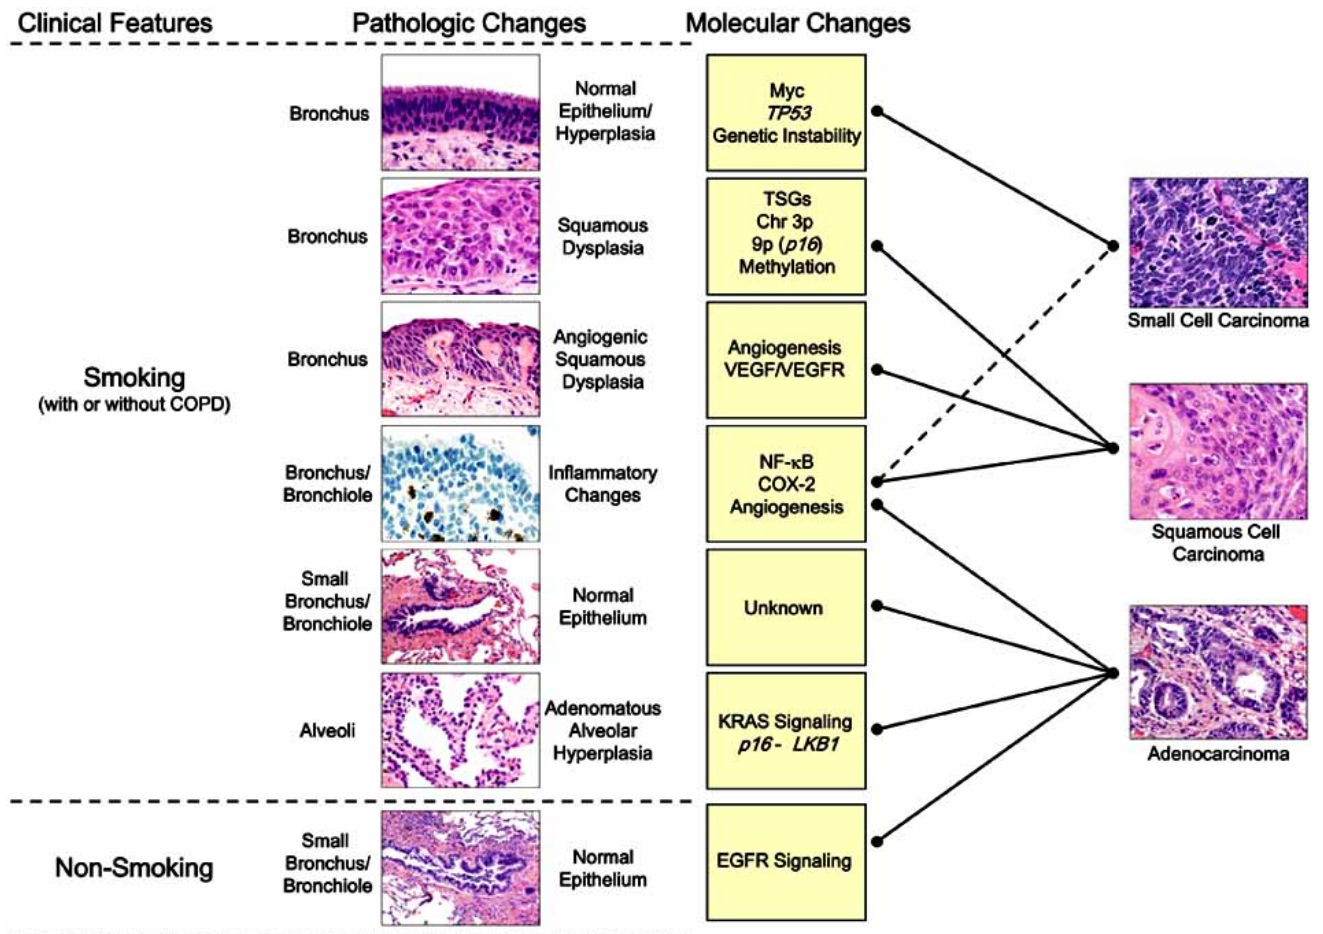 Clinical Features
Pathologic Changes
Molecular Changes
Smoking
(with or without COPD)
Bronchus
Normal
Epithelium/
Hyperplasia
Myc
TP53
Genetic Instability
Bronchus
Squamous
Dysplasia
TSGs
Chr 3p
9p (p16)
Methylation
Bronchus
Angiogenic
Squamous
Dysplasia
Angiogenesis
VEGF/VEGFR
Bronchus/
Bronchiole
Inflammatory
Changes
NF-κB
COX-2
Angiogenesis
Small
Bronchus/
Bronchiole
Normal
Epithelium
Unknown
Alveoli
Adenomatous
Alveolar
Hyperplasia
KRAS Signaling
p16 - LKB1
Non-Smoking
Small
Bronchus/
Bronchiole
Normal
Epithelium
EGFR Signaling
Small Cell Carcinoma
Squamous Cell
Carcinoma
Adenocarcinoma